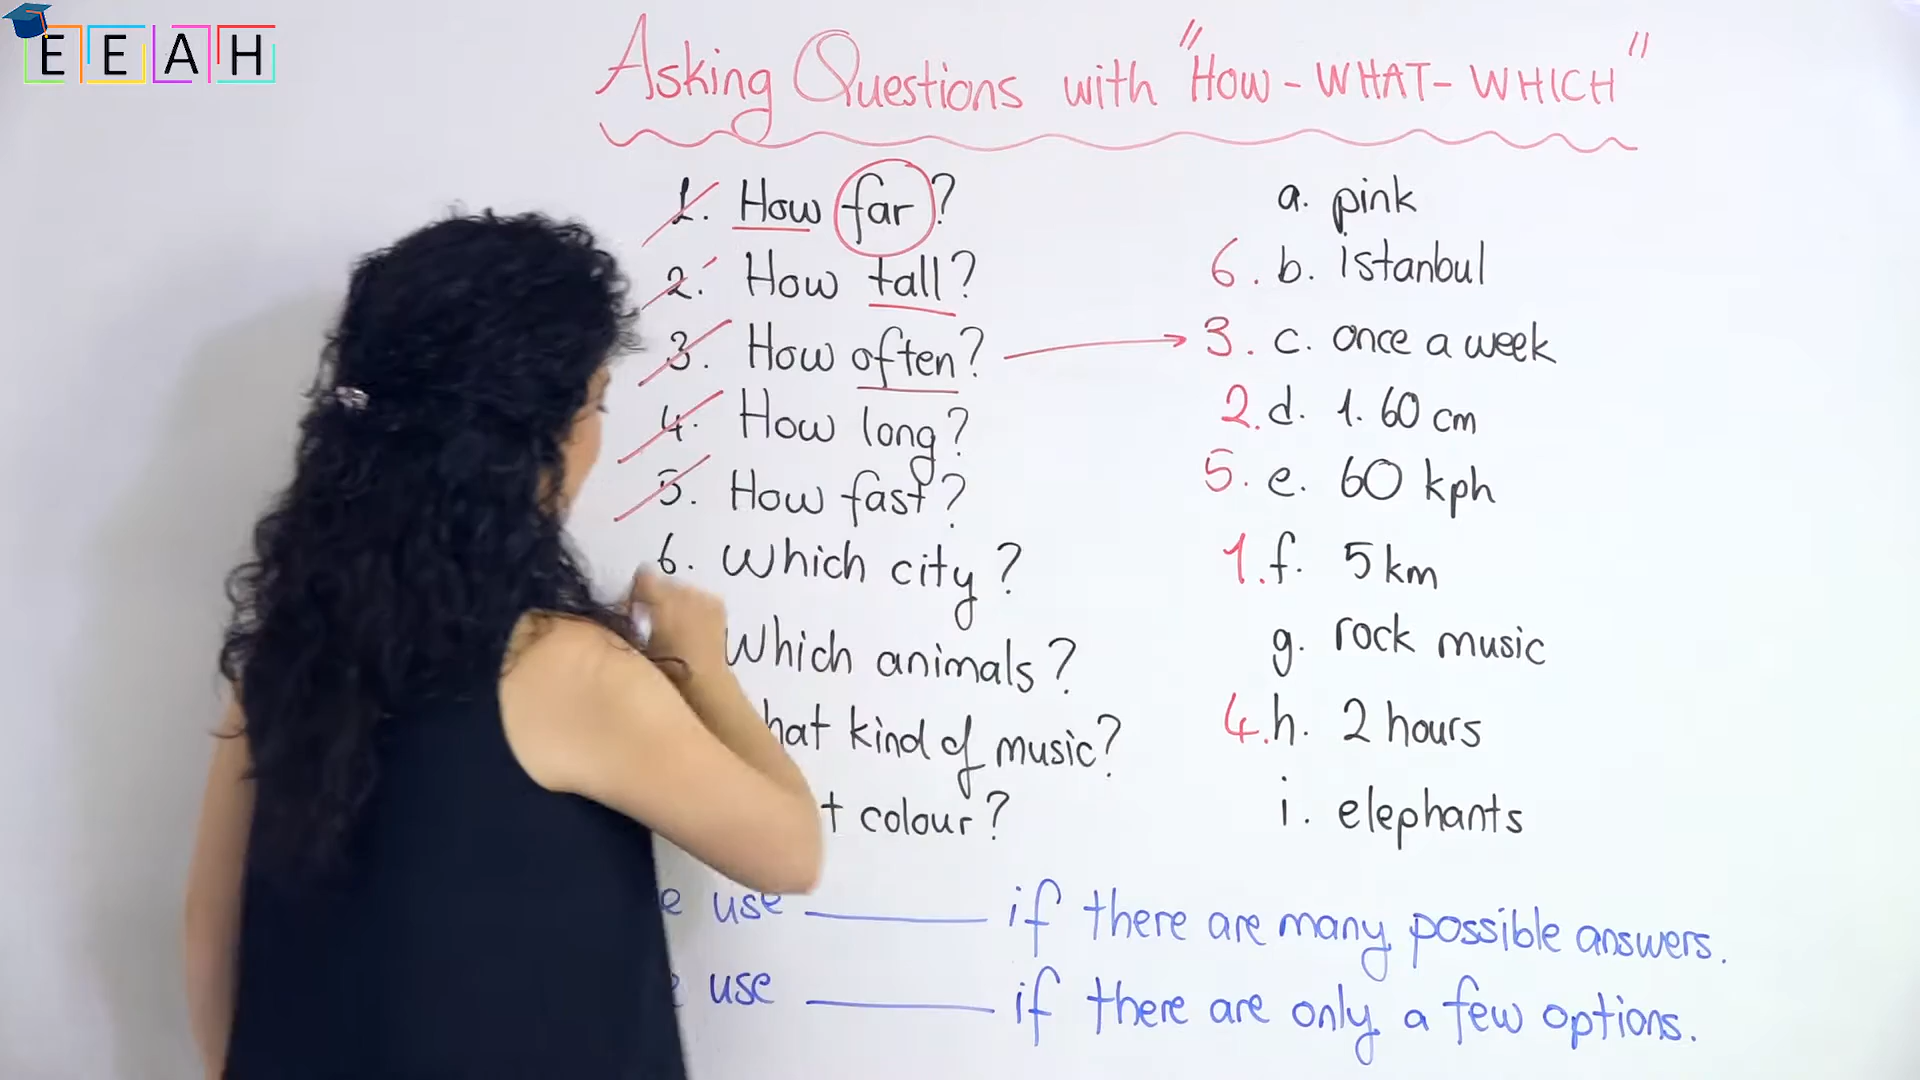 EEAH
Asking Questions with "HOW - WHAT - WHICH"
1. How far?
2. How tall?
3. How often?
4. How long?
5. How fast?
6. Which city?
Which animals?
hat kind of music?
t colour?
a. pink
6. b. istanbul
3. c. once a week
2. d. 1.60 cm
5. e. 60 kph
1. f. 5 km
g. rock music
4. h. 2 hours
i. elephants
e use ______ if there are many possible answers.
use ______ if there are only a few options.